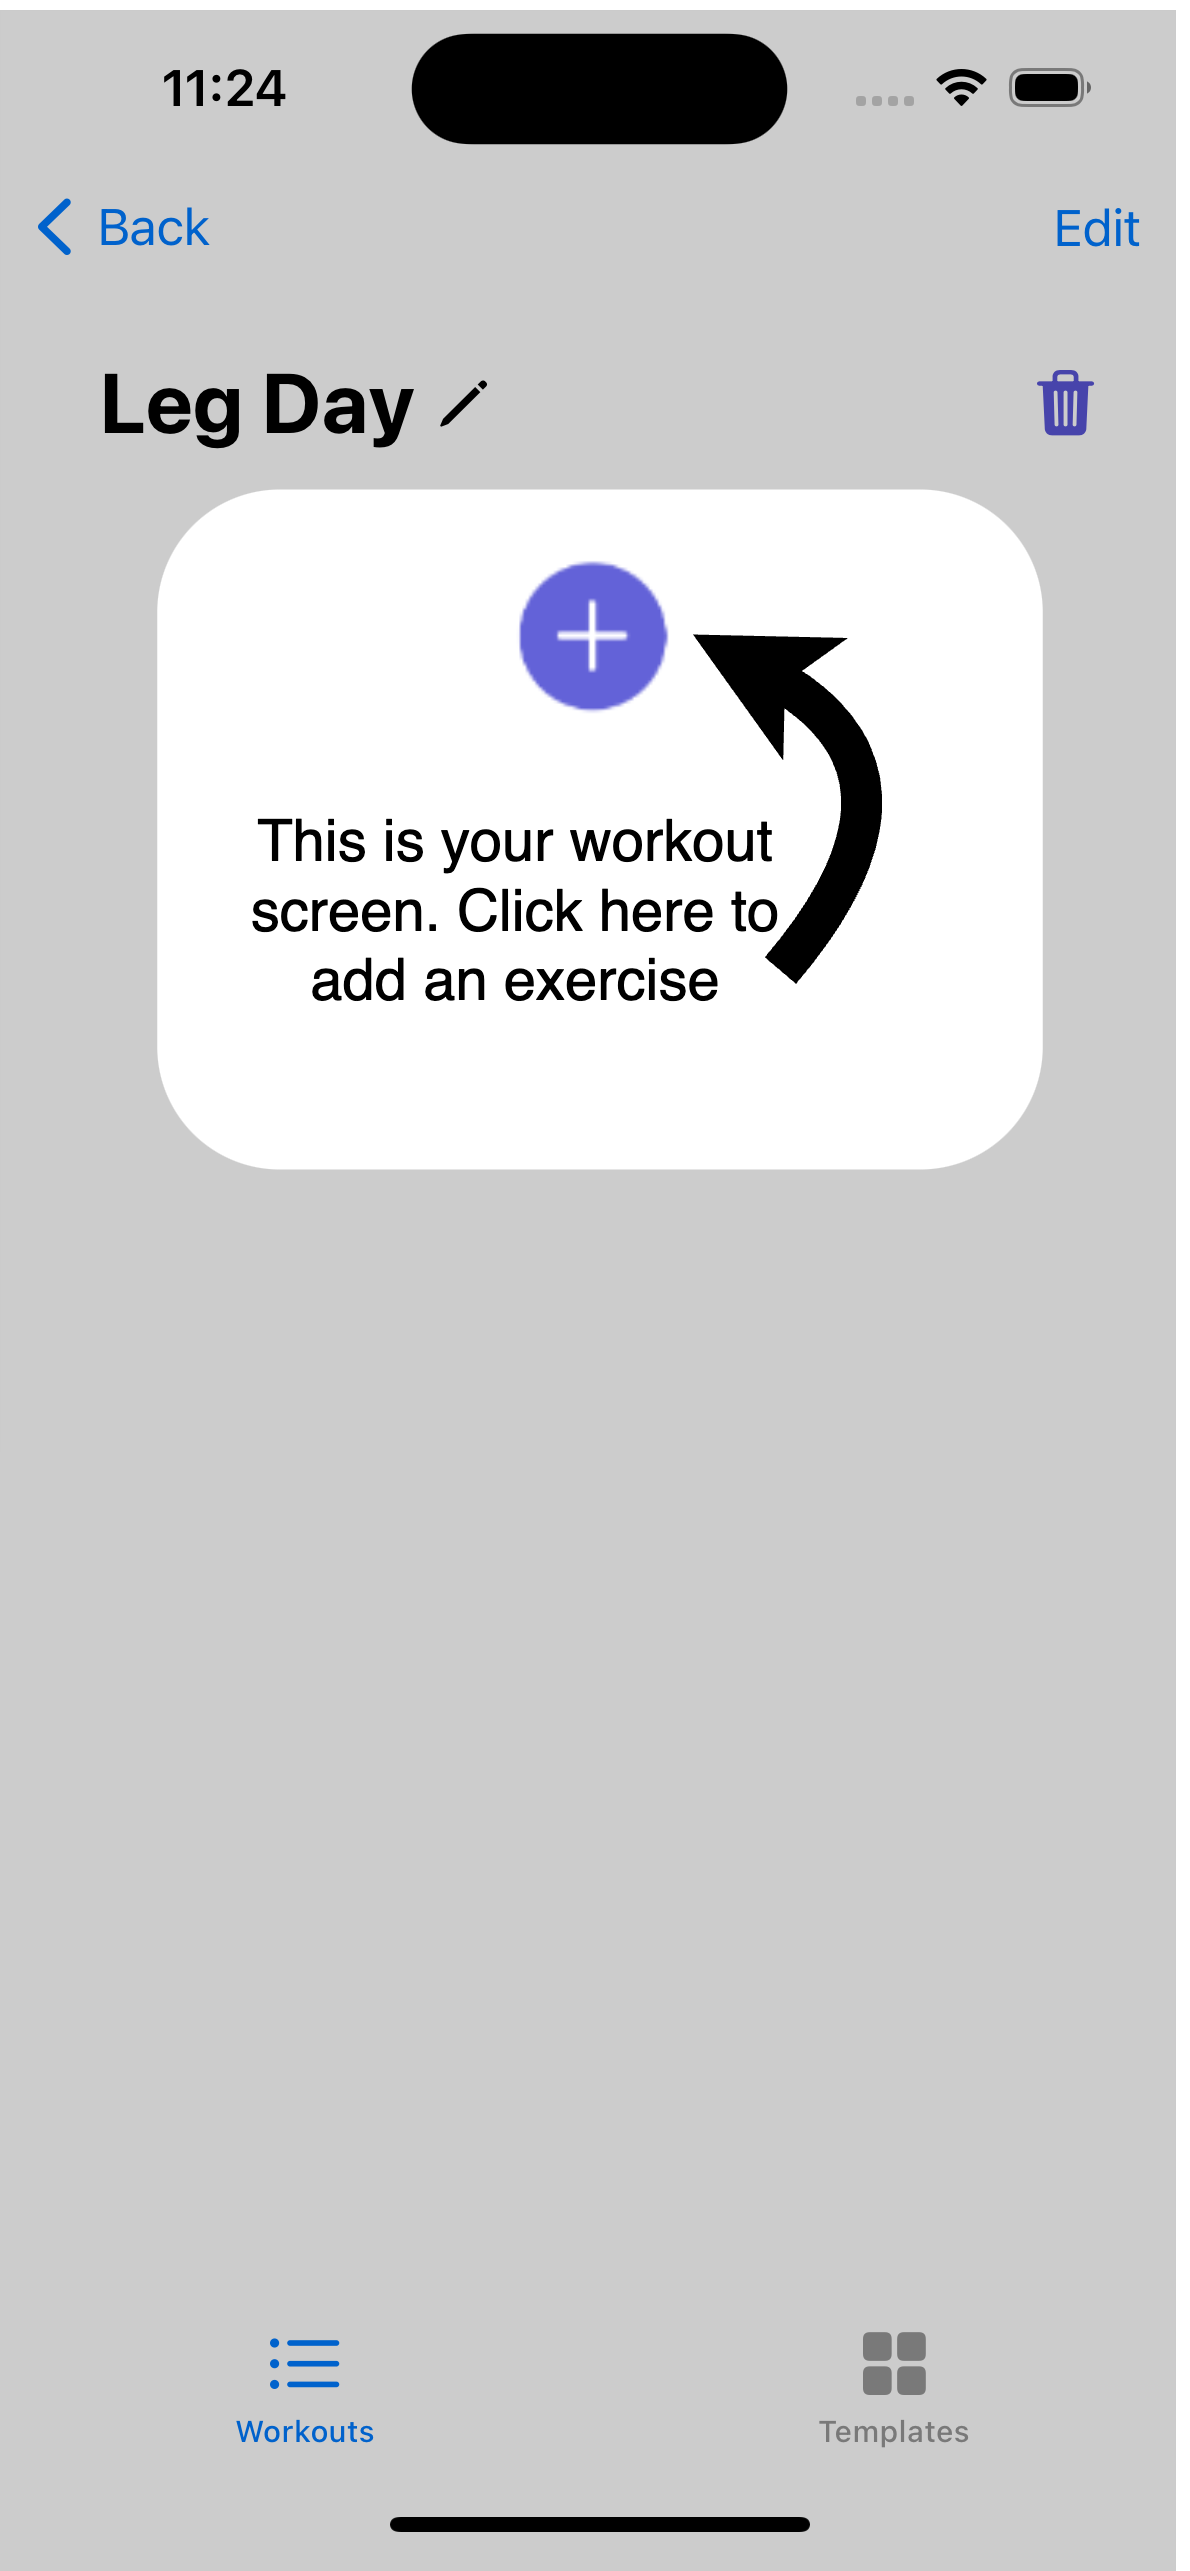 11:24
Back
Edit
Leg Day
This is your workout
screen. Click here to
add an exercise
Workouts
Templates